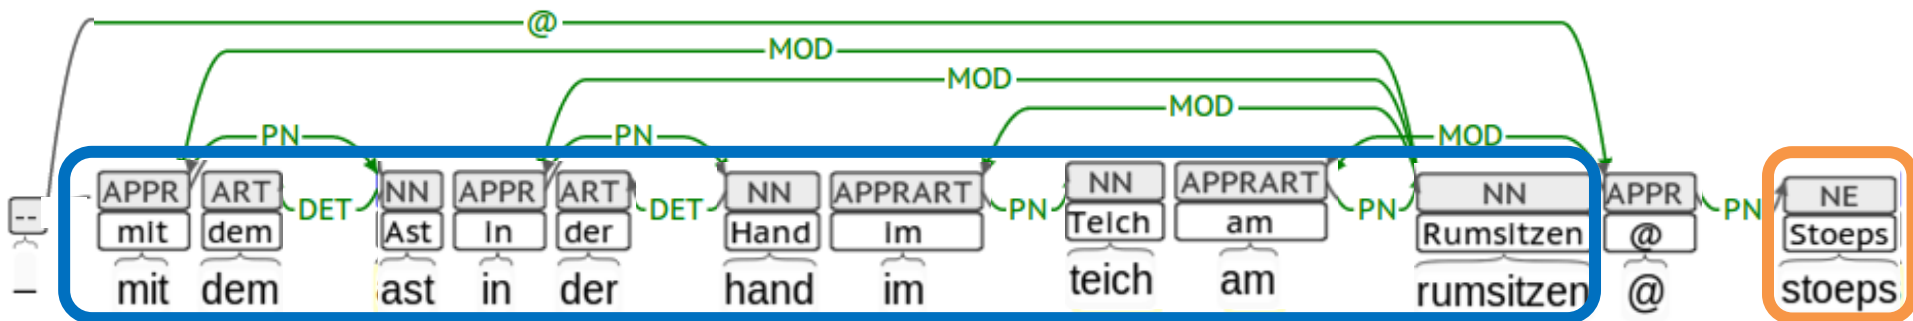 @
MOD
MOD
MOD
PN PN MOD
-- APPR ART DET NN APPR ART DET NN APPRART PN NN APPRART PN NN APPR PN NE
mit dem Ast in der Hand im Teich am Rumsitzen @ Stoeps
_ mit dem ast in der hand im teich am rumsitzen @ stoeps